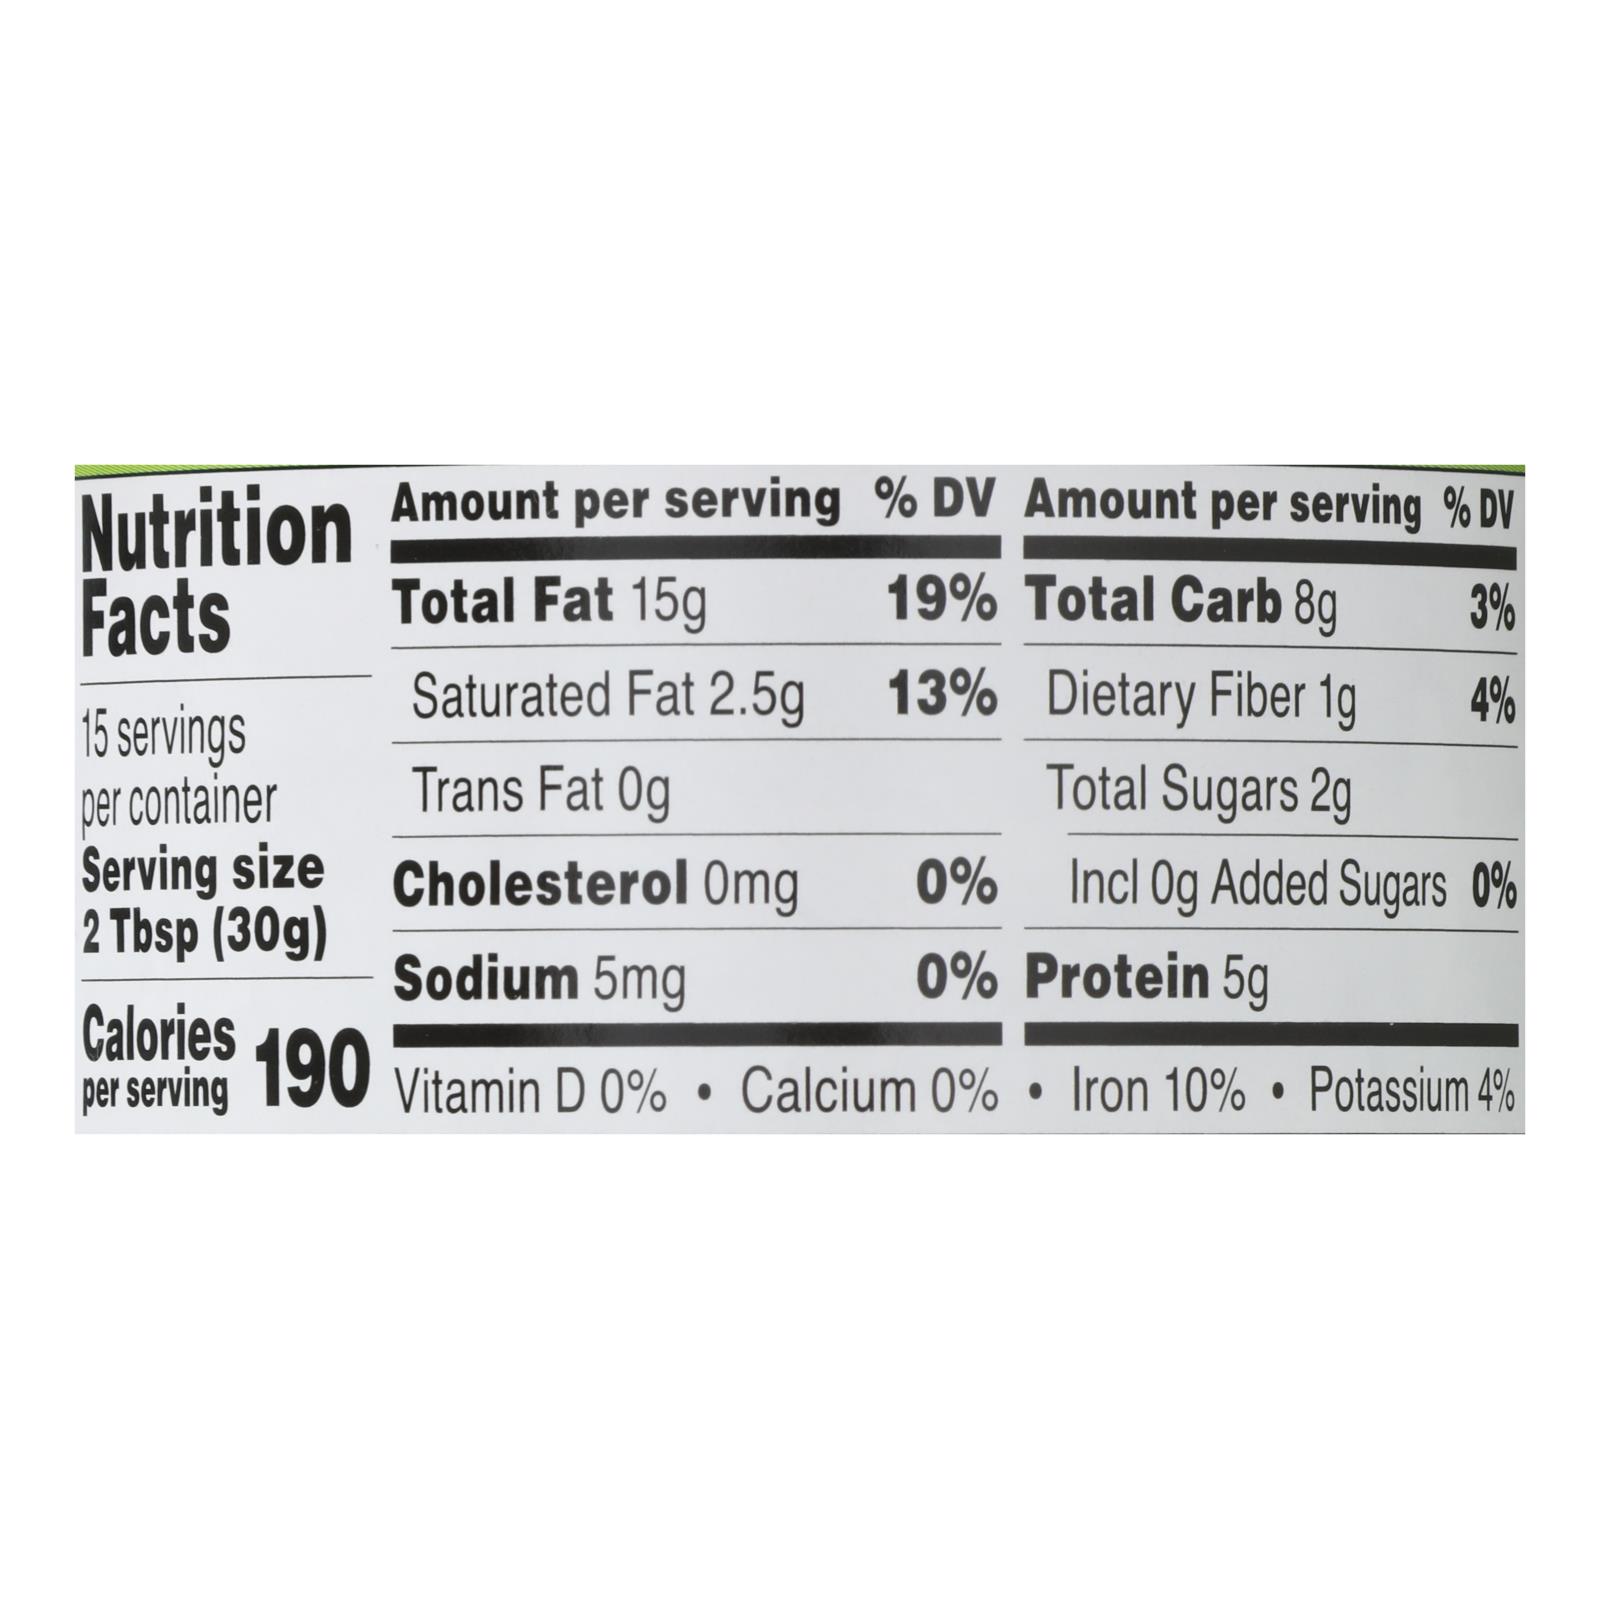 Nutrition
Facts
15 servings
per container
Serving size
2 Tbsp (30g)
Calories
per serving 190
Amount per serving % DV
Total Fat 15g 19%
Saturated Fat 2.5g 13%
Trans Fat 0g
Cholesterol 0mg 0%
Sodium 5mg 0%
Amount per serving % DV
Total Carb 8g 3%
Dietary Fiber 1g 4%
Total Sugars 2g
Incl 0g Added Sugars 0%
Protein 5g
Vitamin D 0% • Calcium 0% • Iron 10% • Potassium 4%